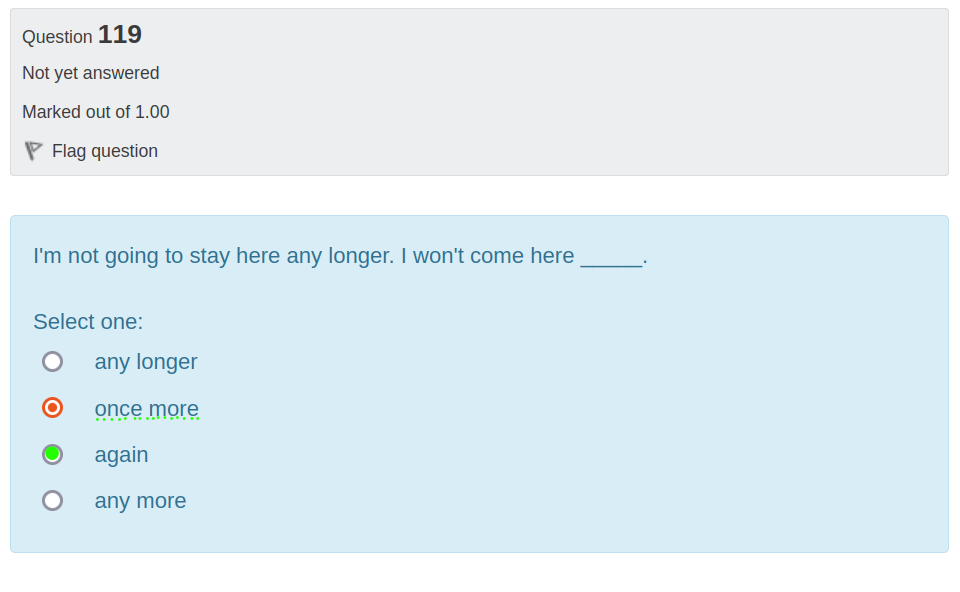 Question 119
Not yet answered
Marked out of 1.00
Flag question
I'm not going to stay here any longer. I won't come here _____.
Select one:
any longer
once more
again
any more